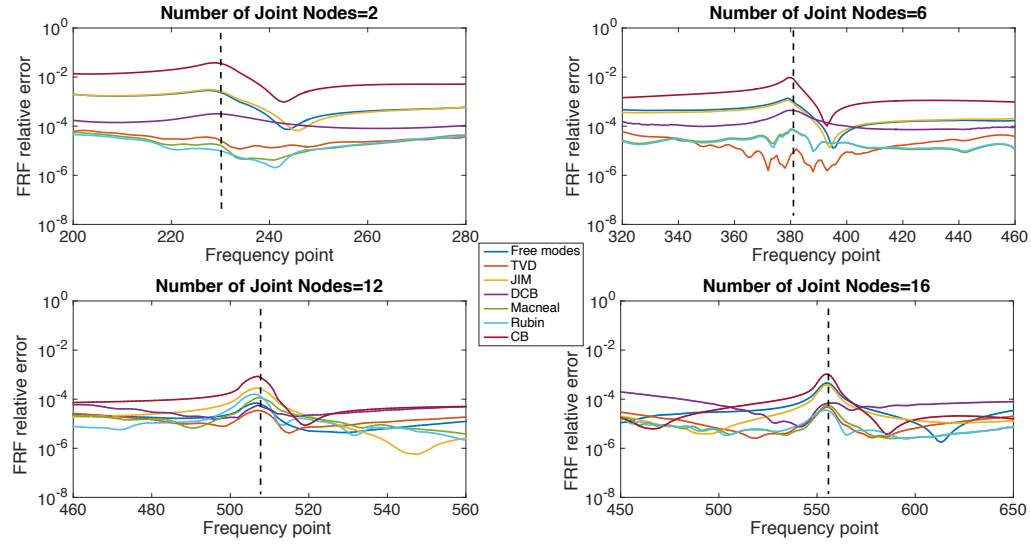 Number of Joint Nodes=2
10^0
10^-2
10^-4
10^-6
10^-8
FRF relative error
200
220
240
260
280
Frequency point
Number of Joint Nodes=6
10^0
10^-2
10^-4
10^-6
10^-8
FRF relative error
320
340
360
380
400
420
440
460
Frequency point
Free modes
TVD
JIM
DCB
Macneal
Rubin
CB
Number of Joint Nodes=12
10^0
10^-2
10^-4
10^-6
10^-8
FRF relative error
460
480
500
520
540
560
Frequency point
Number of Joint Nodes=16
10^0
10^-2
10^-4
10^-6
10^-8
FRF relative error
450
500
550
600
650
Frequency point